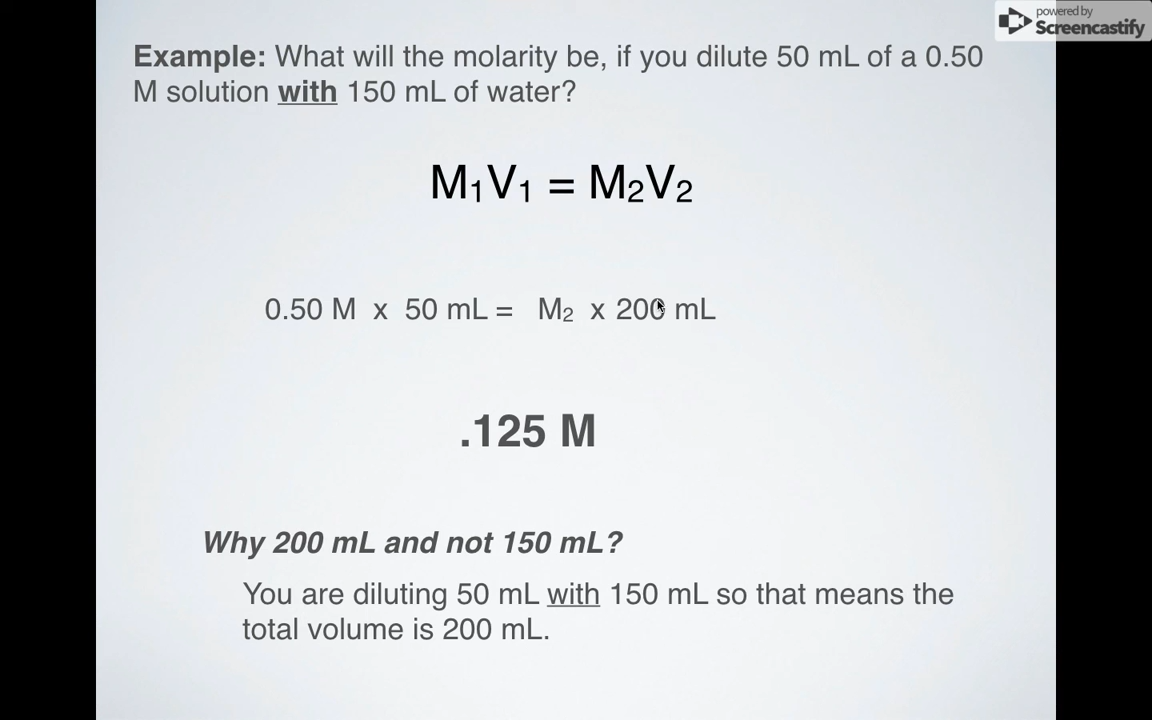 powered by
Screencastify
Example: What will the molarity be, if you dilute 50 mL of a 0.50
M solution with 150 mL of water?
M₁V₁ = M₂V₂
0.50 M x 50 mL = M₂ x 200 mL
.125 M
Why 200 mL and not 150 mL?
You are diluting 50 mL with 150 mL so that means the
total volume is 200 mL.